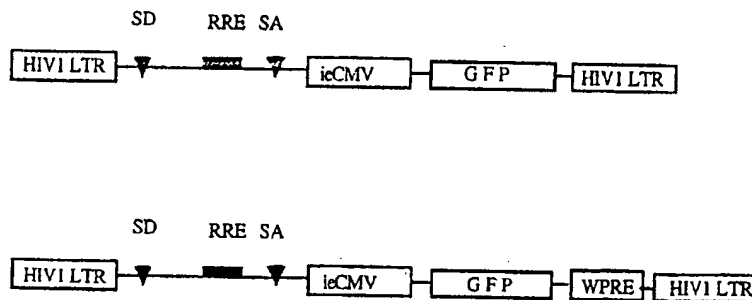 SD RRE SA
HIV1 LTR ieCMV GFP HIV1 LTR
SD RRE SA
HIV1 LTR ieCMV GFP WPRE HIV1 LTR